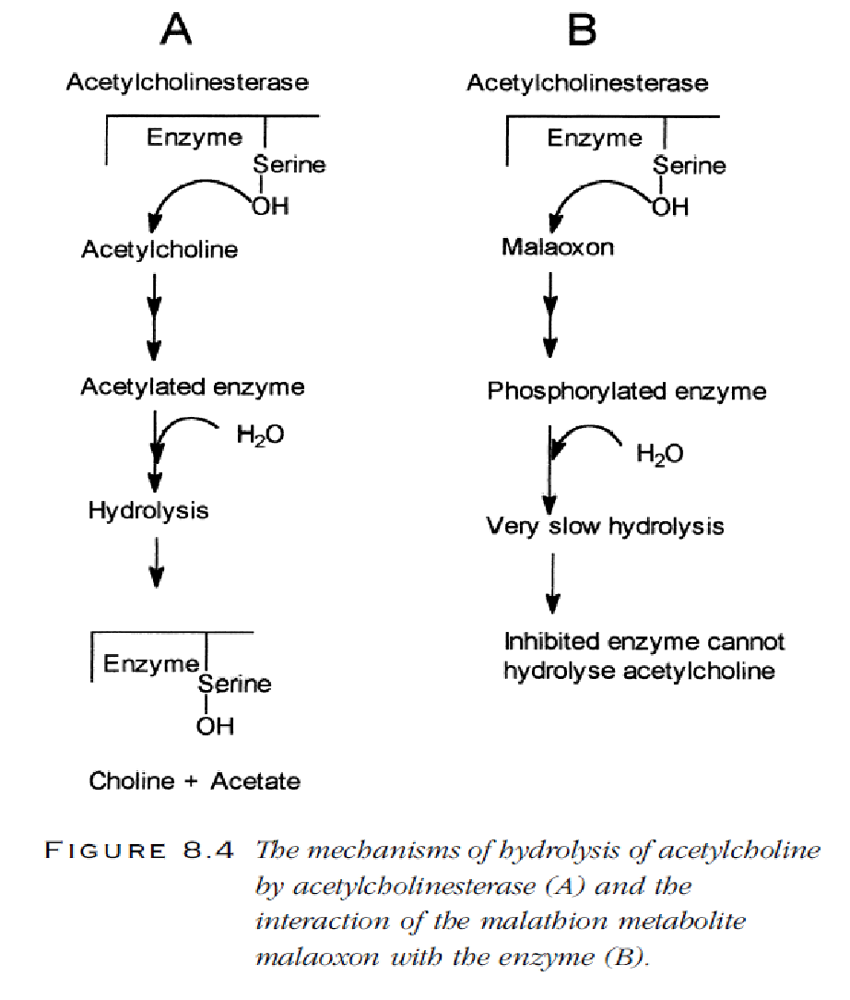 A
Acetylcholinesterase
Enzyme
Serine
OH
Acetylcholine
Acetylated enzyme
H₂O
Hydrolysis
Enzyme
Serine
OH
Choline + Acetate
B
Acetylcholinesterase
Enzyme
Serine
OH
Malaoxon
Phosphorylated enzyme
H₂O
Very slow hydrolysis
Inhibited enzyme cannot
hydrolyse acetylcholine
FIGURE 8.4 The mechanisms of hydrolysis of acetylcholine
by acetylcholinesterase (A) and the
interaction of the malathion metabolite
malaoxon with the enzyme (B).